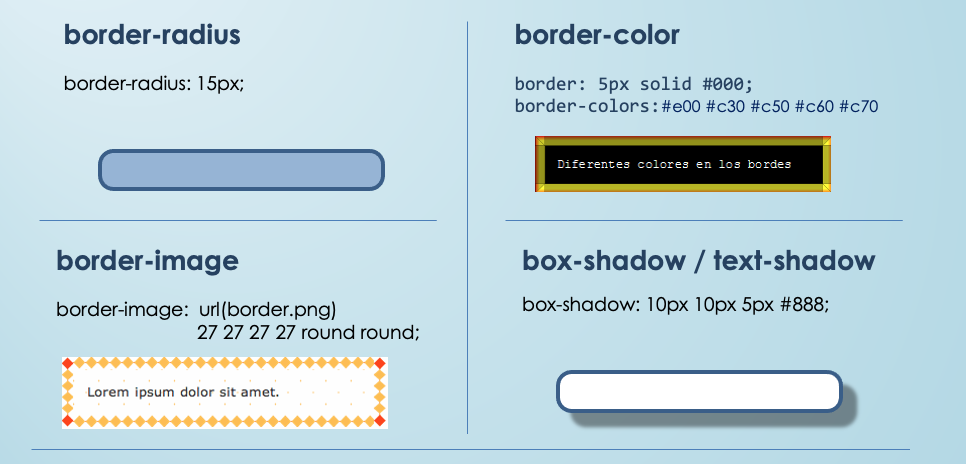 border-radius
border-radius: 15px;
border-color
border: 5px solid #000;
border-colors:#e00 #c30 #c50 #c60 #c70
Diferentes colores en los bordes
border-image
border-image: url(border.png)
27 27 27 27 round round;
Lorem ipsum dolor sit amet.
box-shadow / text-shadow
box-shadow: 10px 10px 5px #888;